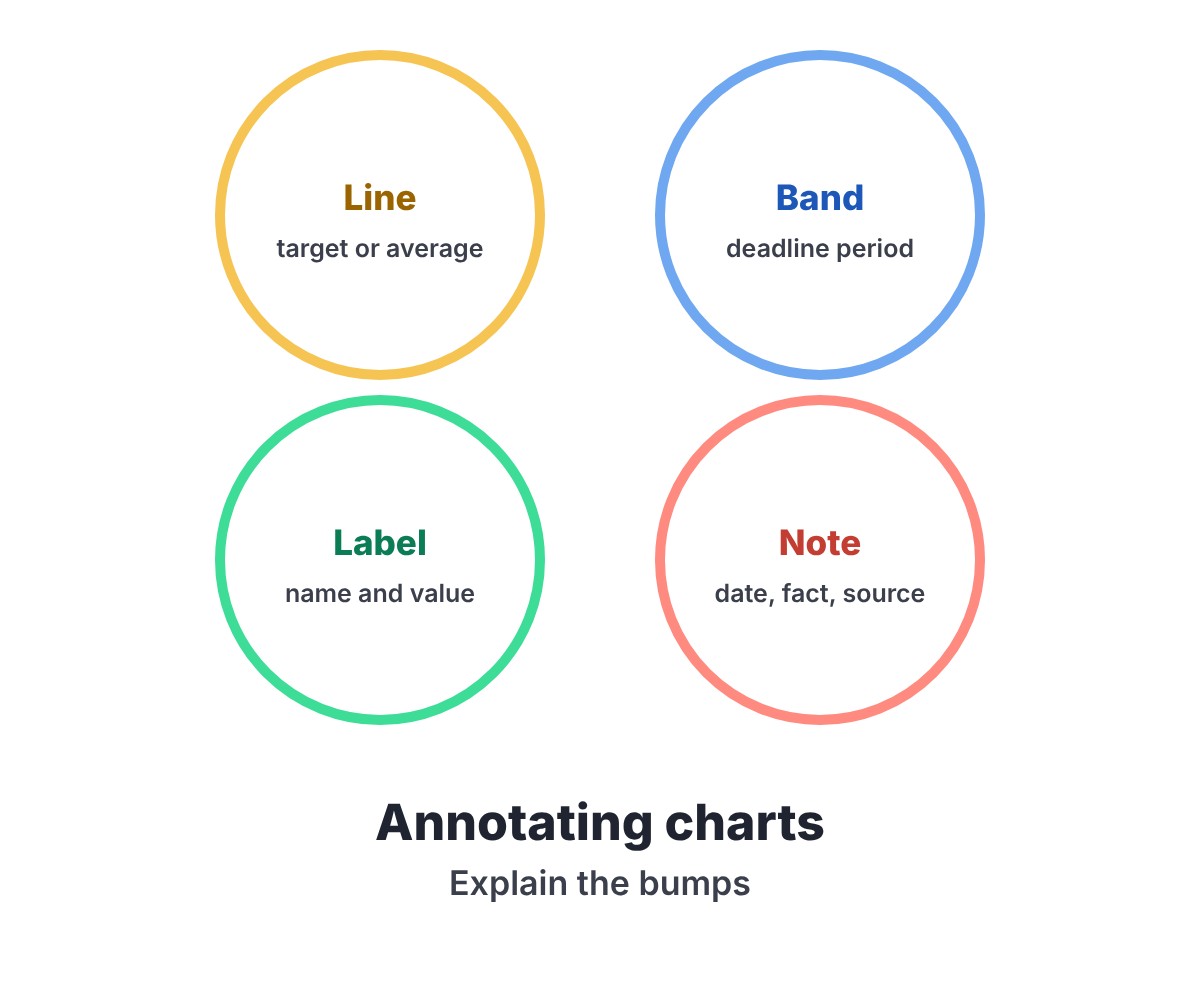 Line
target or average
Band
deadline period
Label
name and value
Note
date, fact, source
Annotating charts
Explain the bumps